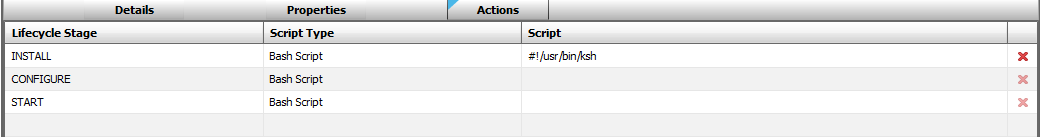 Details Properties Actions
Lifecycle Stage Script Type Script
INSTALL Bash Script #!/usr/bin/ksh
CONFIGURE Bash Script
START Bash Script